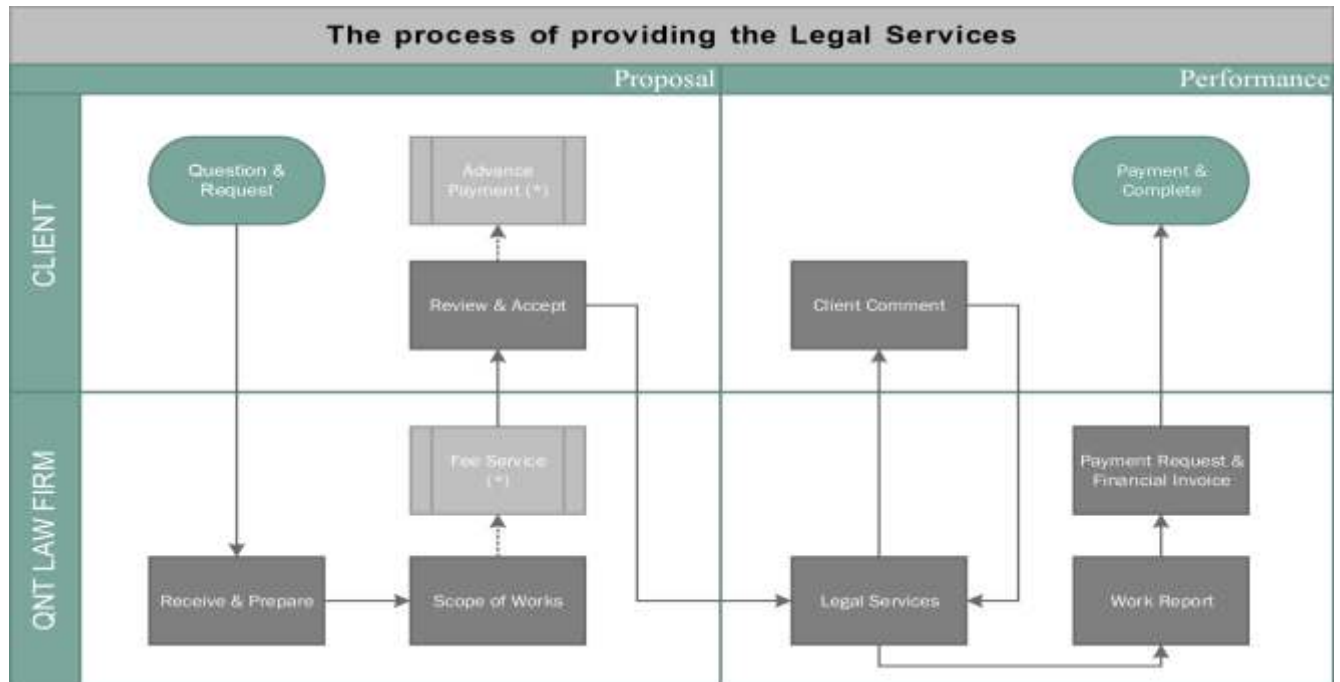 The process of providing the Legal Services
Proposal
Performance
CLIENT
Question &
Request
Advance
Payment (*)
Payment &
Complete
Review & Accept
Client Comment
QNT LAW FIRM
Fee Service
(*)
Payment Request &
Financial Invoice
Receive & Prepare
Scope of Works
Legal Services
Work Report